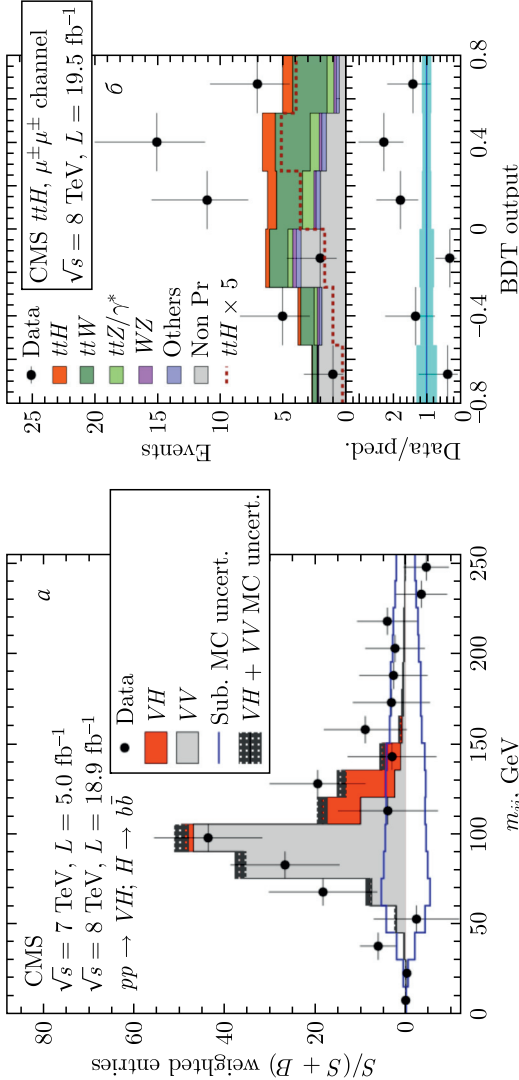 a
CMS
√s = 7 TeV, L = 5.0 fb⁻¹
√s = 8 TeV, L = 18.9 fb⁻¹
pp → VH; H → bb̄
Data
VH
VV
Sub. MC uncert.
VH + VV MC uncert.
S/(S + B) weighted entries
80
60
40
20
0
0 50 100 150 200 250
m_jj, GeV
б
CMS ttH, μ±μ± channel
√s = 8 TeV, L = 19.5 fb⁻¹
Data
ttH
ttW
ttZ/γ*
WZ
Others
Non Pr
ttH × 5
Events
25
20
15
10
5
0
Data/pred.
2
1
0
−0.8 −0.4 0 0.4 0.8
BDT output